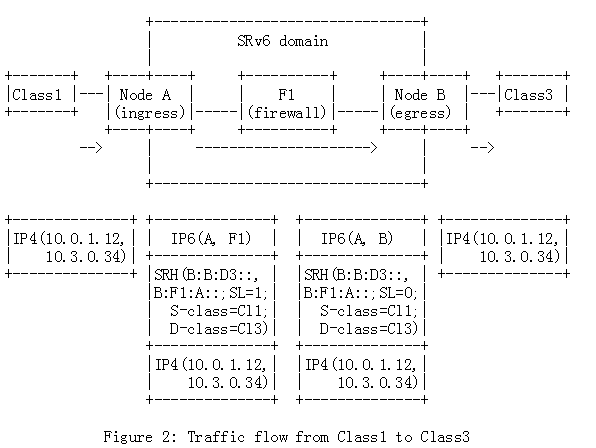 SRv6 domain
Class1 Node A F1 Node B Class3
(ingress) (firewall) (egress)
IP4(10.0.1.12, IP6(A, F1) IP6(A, B) IP4(10.0.1.12,
10.3.0.34) 10.3.0.34)
SRH(B:B:D3::, SRH(B:B:D3::,
B:F1:A::;SL=1; B:F1:A::;SL=0;
S-class=Cl1; S-class=Cl1;
D-class=Cl3) D-class=Cl3)
IP4(10.0.1.12, IP4(10.0.1.12,
10.3.0.34) 10.3.0.34)
Figure 2: Traffic flow from Class1 to Class3